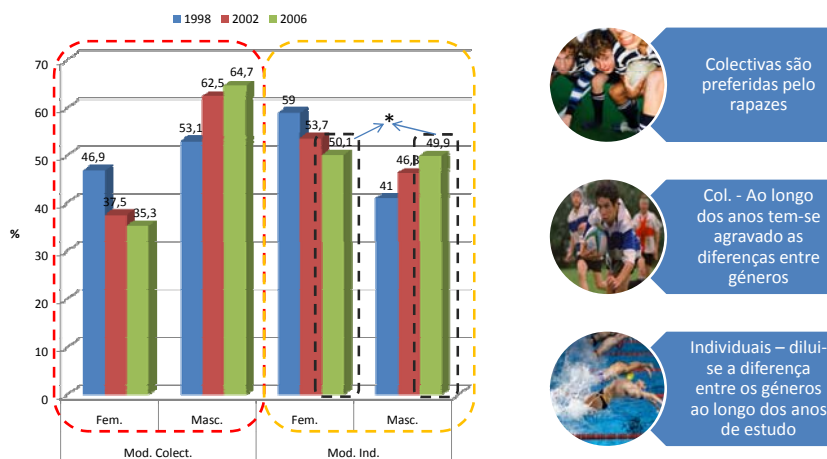 1998 2002 2006
70
60
50
40
30
20
10
0
%
46,9
37,5
35,3
53,1
62,5
64,7
59
53,7
50,1
*
41
46,3
49,9
Fem. Masc. Fem. Masc.
Mod. Colect. Mod. Ind.
Colectivas são
preferidas pelo
rapazes
Col. - Ao longo
dos anos tem-se
agravado as
diferenças entre
géneros
Individuais – dilui-
se a diferença
entre os géneros
ao longo dos anos
de estudo